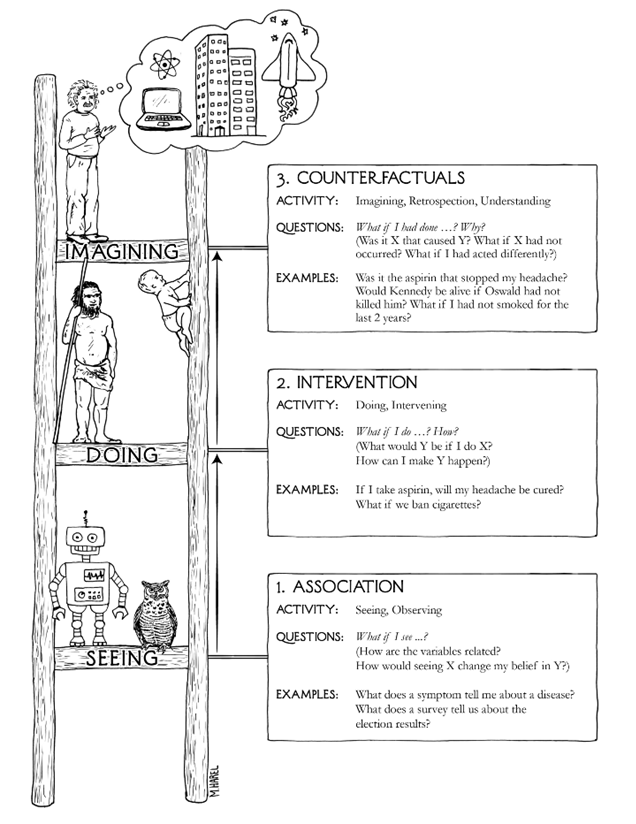 3. COUNTERFACTUALS
ACTIVITY: Imagining, Retrospection, Understanding
QUESTIONS: What if I had done …? Why?
(Was it X that caused Y? What if X had not
occurred? What if I had acted differently?)
EXAMPLES: Was it the aspirin that stopped my headache?
Would Kennedy be alive if Oswald had not
killed him? What if I had not smoked for the
last 2 years?
IMAGINING
2. INTERVENTION
ACTIVITY: Doing, Intervening
QUESTIONS: What if I do …? How?
(What would Y be if I do X?
How can I make Y happen?)
EXAMPLES: If I take aspirin, will my headache be cured?
What if we ban cigarettes?
DOING
1. ASSOCIATION
ACTIVITY: Seeing, Observing
QUESTIONS: What if I see ...?
(How are the variables related?
How would seeing X change my belief in Y?)
EXAMPLES: What does a symptom tell me about a disease?
What does a survey tell us about the
election results?
SEEING
M.HAREL